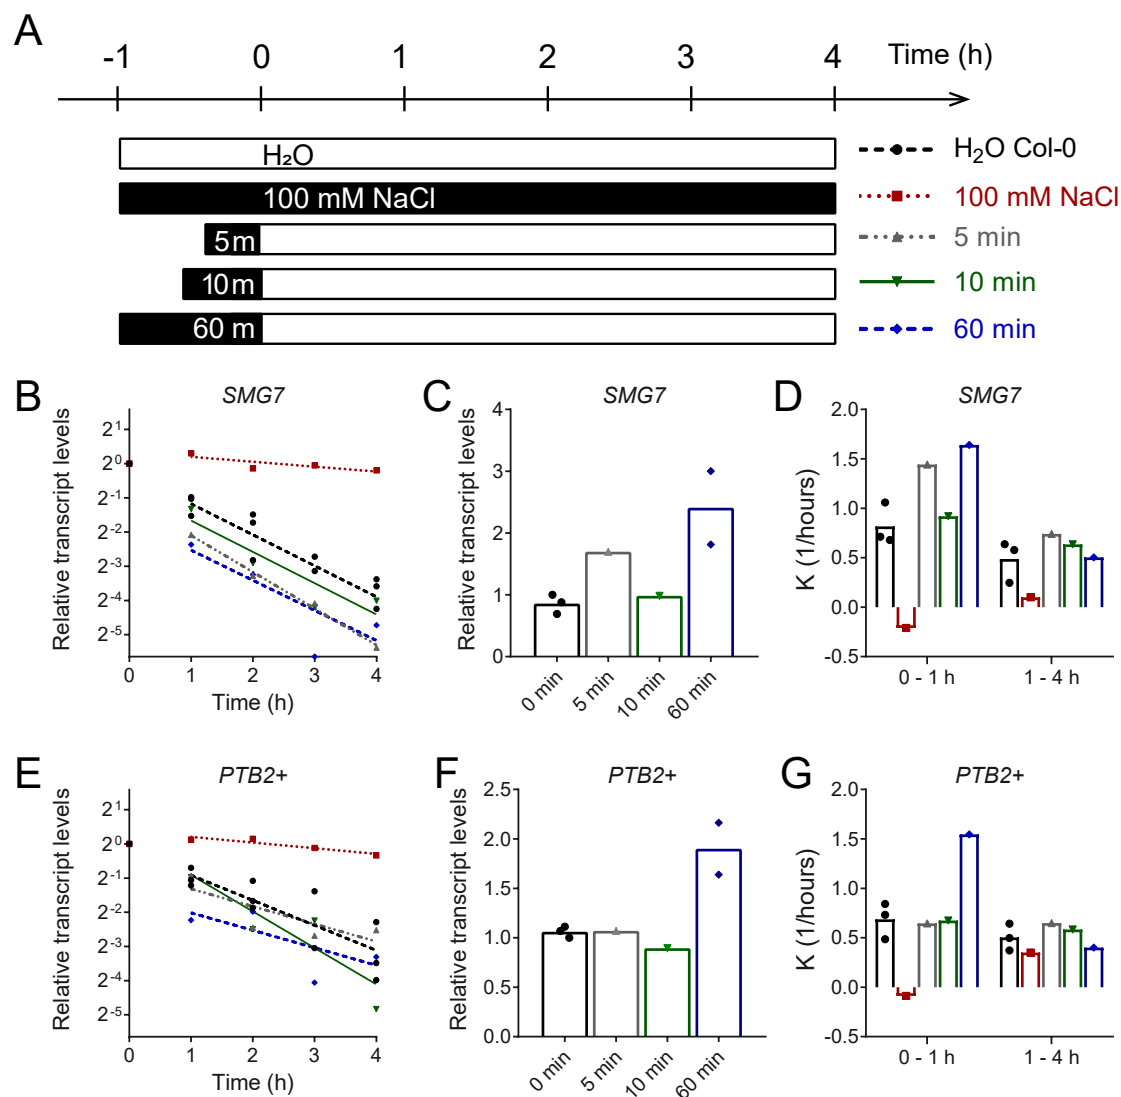 A
-1 0 1 2 3 4 Time (h)
H₂O
100 mM NaCl
5 m
10 m
60 m
H₂O Col-0
100 mM NaCl
5 min
10 min
60 min
B
SMG7
Relative transcript levels
2¹
2⁰
2⁻¹
2⁻²
2⁻³
2⁻⁴
2⁻⁵
0 1 2 3 4
Time (h)
C
SMG7
Relative transcript levels
4
3
2
1
0
0 min 5 min 10 min 60 min
D
SMG7
K (1/hours)
2.0
1.5
1.0
0.5
0.0
-0.5
0 - 1 h 1 - 4 h
E
PTB2+
Relative transcript levels
2¹
2⁰
2⁻¹
2⁻²
2⁻³
2⁻⁴
2⁻⁵
0 1 2 3 4
Time (h)
F
PTB2+
Relative transcript levels
2.5
2.0
1.5
1.0
0.5
0.0
0 min 5 min 10 min 60 min
G
PTB2+
K (1/hours)
2.0
1.5
1.0
0.5
0.0
-0.5
0 - 1 h 1 - 4 h